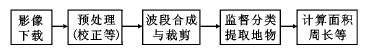 影像
下载
预处理
(校正等)
波段合成
与裁剪
监督分类
提取地物
计算面积
周长等